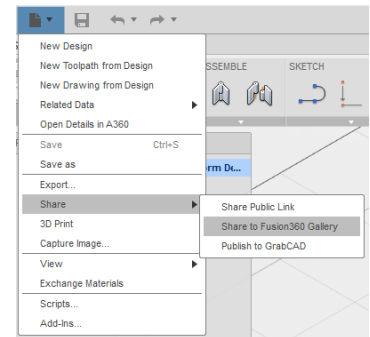 New Design
New Toolpath from Design
New Drawing from Design
Related Data
Open Details in A360
Save Ctrl+S
Save as
Export...
Share
3D Print
Capture Image...
View
Exchange Materials
Scripts...
Add-Ins...
SSEMBLE
SKETCH
rm De...
Share Public Link
Share to Fusion360 Gallery
Publish to GrabCAD